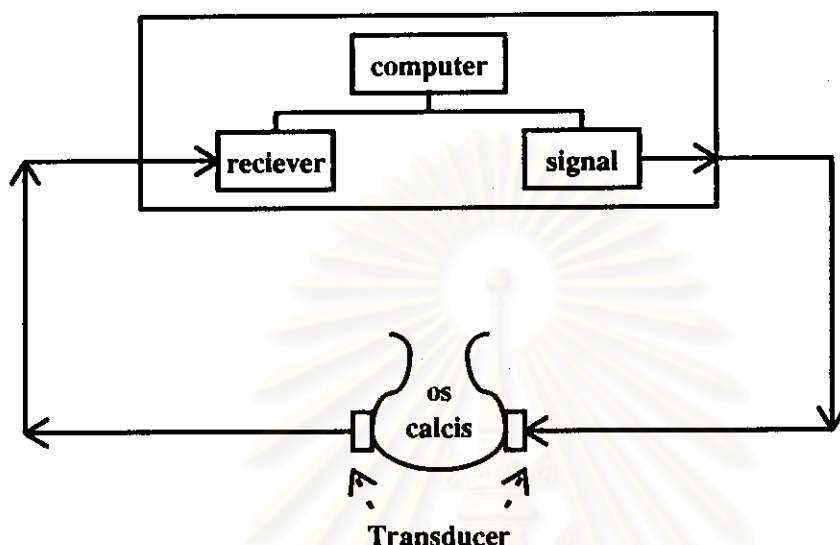 computer
reciever
signal
os
calcis
Transducer